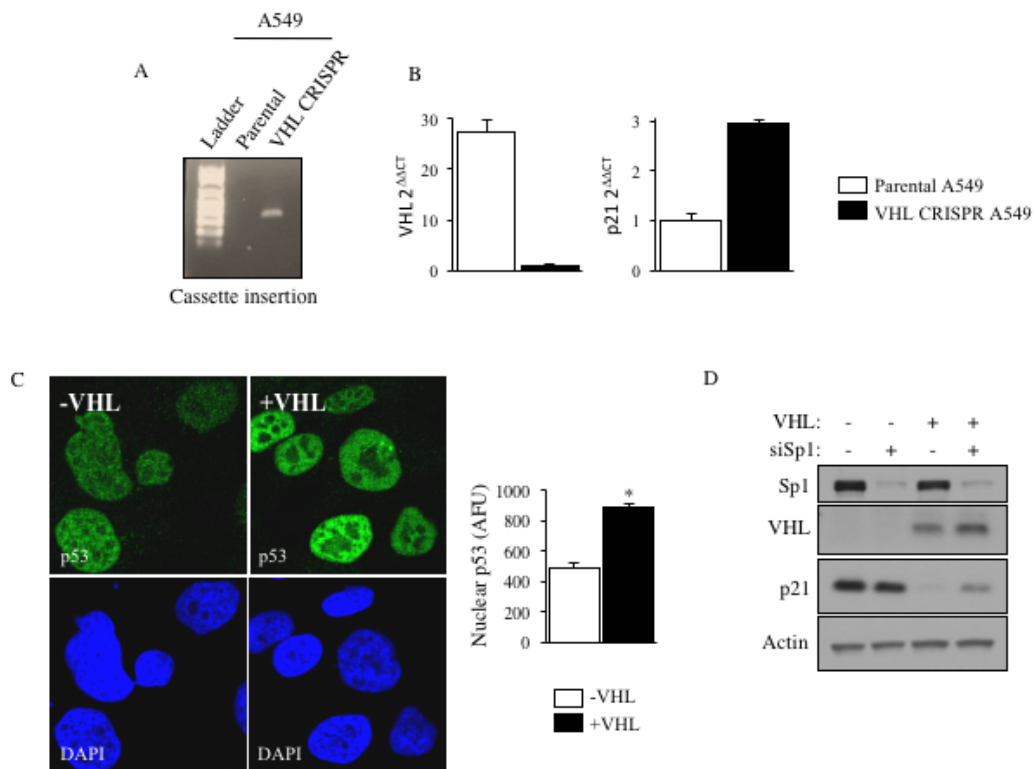 A549
A
B
Ladder
Parental
VHL CRISPR
Cassette insertion
VHL 2^ΔΔCT
30
20
10
0
p21 2^ΔΔCT
3
2
1
0
Parental A549
VHL CRISPR A549
C
-VHL
+VHL
p53
p53
DAPI
DAPI
Nuclear p53 (AFU)
1000
800
600
400
200
0
*
-VHL
+VHL
D
VHL: - - + +
siSp1: - + - +
Sp1
VHL
p21
Actin